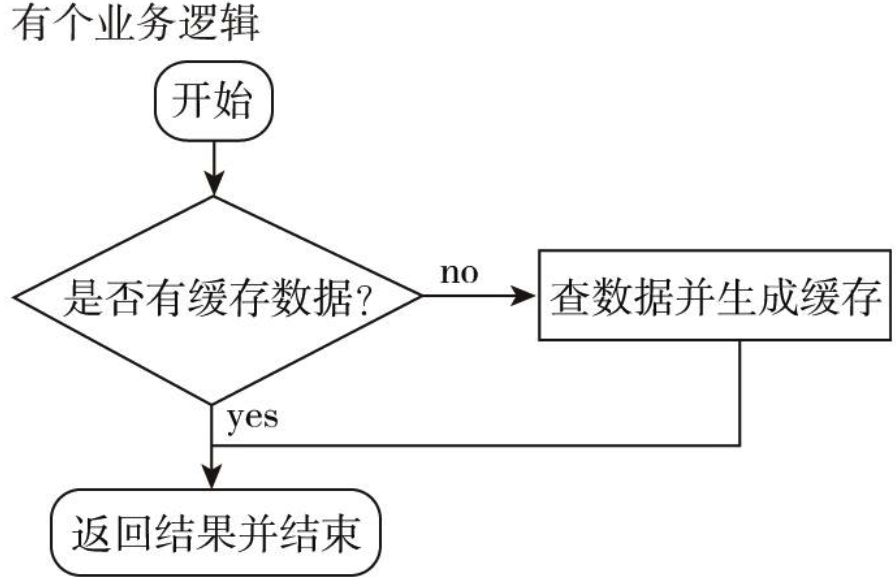 有个业务逻辑
开始
是否有缓存数据?
no
查数据并生成缓存
yes
返回结果并结束